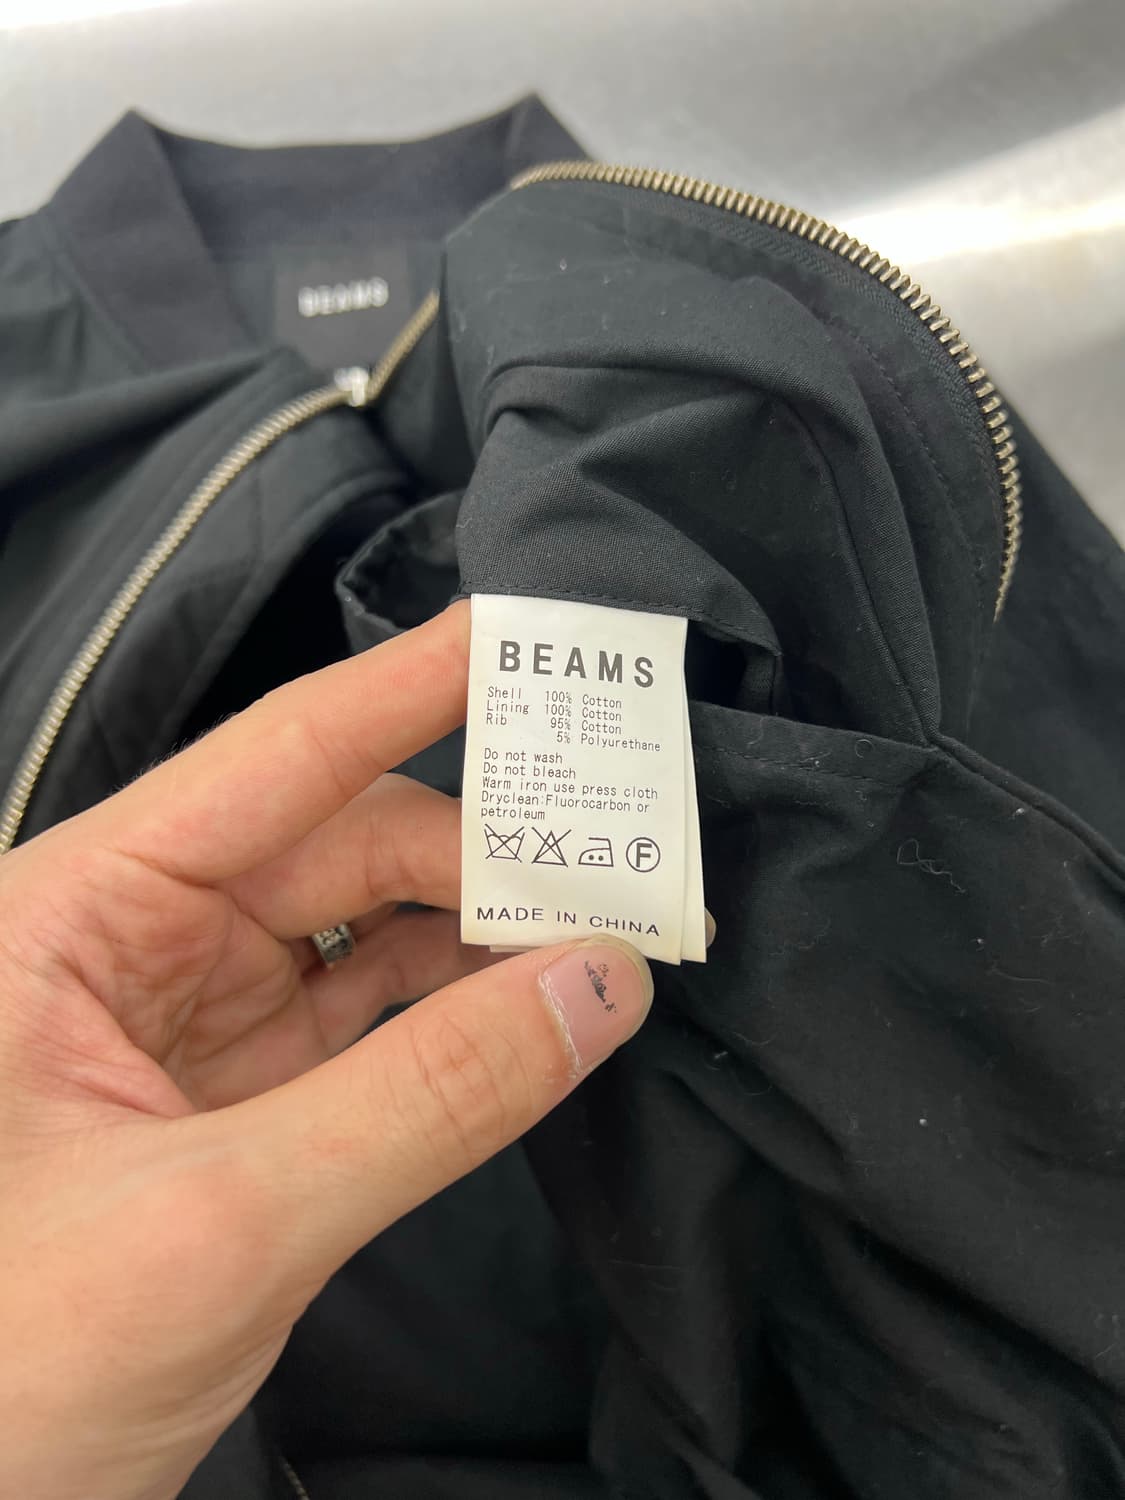 BEAMS
BEAMS
Shell 100% Cotton
Lining 100% Cotton
Rib 95% Cotton
5% Polyurethane
Do not wash
Do not bleach
Warm iron use press cloth
Dryclean:Fluorocarbon or
petroleum
F
MADE IN CHINA